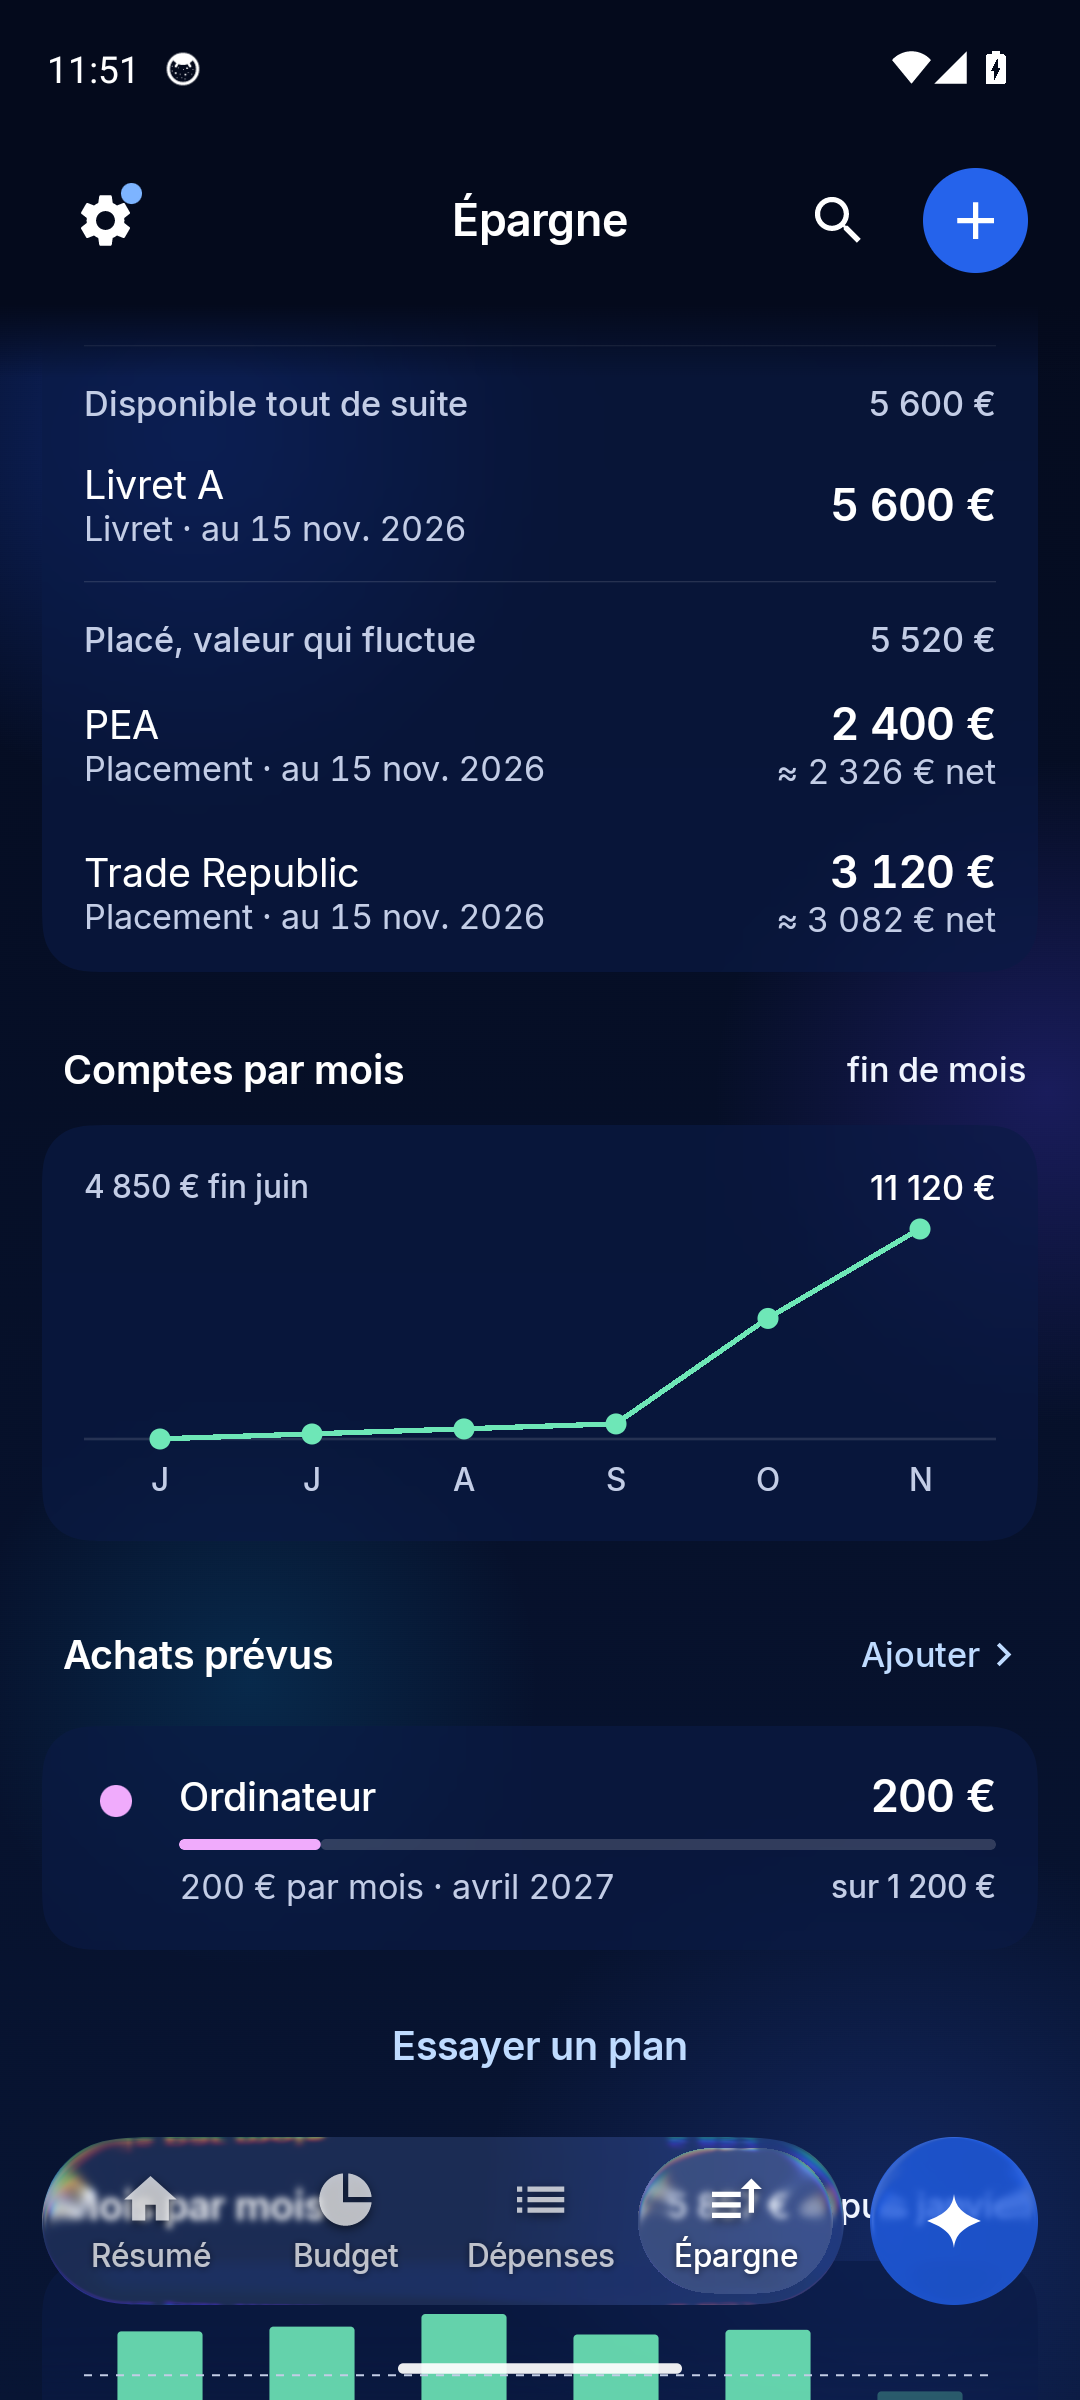 11:51
Épargne
Disponible tout de suite 5 600 €
Livret A 5 600 €
Livret · au 15 nov. 2026
Placé, valeur qui fluctue 5 520 €
PEA 2 400 €
Placement · au 15 nov. 2026 ≈ 2 326 € net
Trade Republic 3 120 €
Placement · au 15 nov. 2026 ≈ 3 082 € net
Comptes par mois fin de mois
4 850 € fin juin 11 120 €
J J A S O N
Achats prévus Ajouter
Ordinateur 200 €
200 € par mois · avril 2027 sur 1 200 €
Essayer un plan
par mois
Résumé Budget Dépenses Épargne